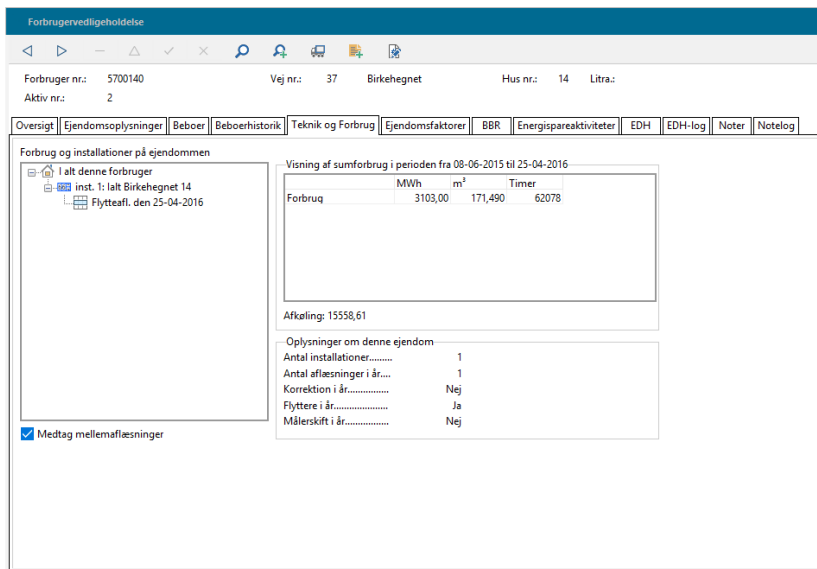 Forbrugervedligeholdelse
Forbruger nr.: 5700140 Vej nr.: 37 Birkehegnet Hus nr.: 14 Litra.:
Aktiv nr.: 2
Oversigt Ejendomsoplysninger Beboer Beboerhistorik Teknik og Forbrug Ejendomsfaktorer BBR Energispareaktiviteter EDH EDH-log Noter Notelog
Forbrug og installationer på ejendommen
I alt denne forbruger
inst. 1: Ialt Birkehegnet 14
Flytteafl. den 25-04-2016
Medtag mellemaflæsninger
Visning af sumforbrug i perioden fra 08-06-2015 til 25-04-2016
MWh m³ Timer
Forbrug 3103,00 171,490 62078
Afkøling: 15558,61
Oplysninger om denne ejendom
Antal installationer......... 1
Antal aflæsninger i år.... 1
Korrektion i år................ Nej
Flyttere i år..................... Ja
Målerskift i år................. Nej